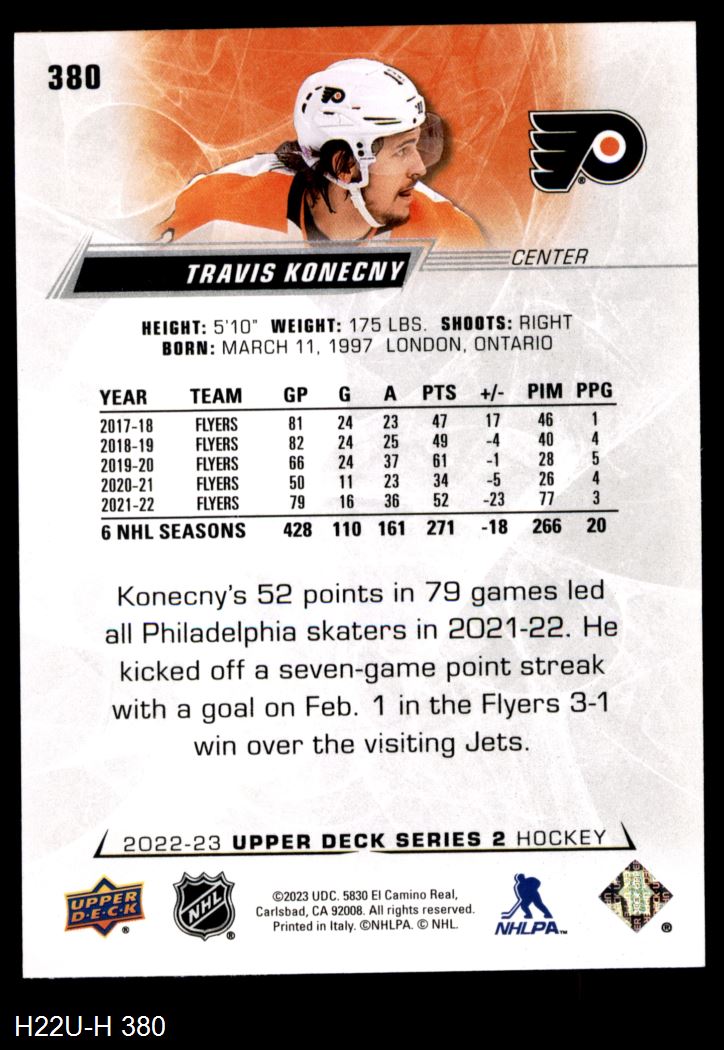 380
TRAVIS KONECNY
CENTER
HEIGHT: 5'10" WEIGHT: 175 LBS. SHOOTS: RIGHT
BORN: MARCH 11, 1997 LONDON, ONTARIO
YEAR TEAM GP G A PTS +/- PIM PPG
2017-18 FLYERS 81 24 23 47 17 46 1
2018-19 FLYERS 82 24 25 49 -4 40 4
2019-20 FLYERS 66 24 37 61 -1 28 5
2020-21 FLYERS 50 11 23 34 -5 26 4
2021-22 FLYERS 79 16 36 52 -23 77 3
6 NHL SEASONS 428 110 161 271 -18 266 20
Konecny's 52 points in 79 games led
all Philadelphia skaters in 2021-22. He
kicked off a seven-game point streak
with a goal on Feb. 1 in the Flyers 3-1
win over the visiting Jets.
2022-23 UPPER DECK SERIES 2 HOCKEY
UPPER
D·E·C·K
®
NHL
®
©2023 UDC. 5830 El Camino Real,
Carlsbad, CA 92008. All rights reserved.
Printed in Italy. ©NHLPA. © NHL.
NHLPA™
®
H22U-H 380